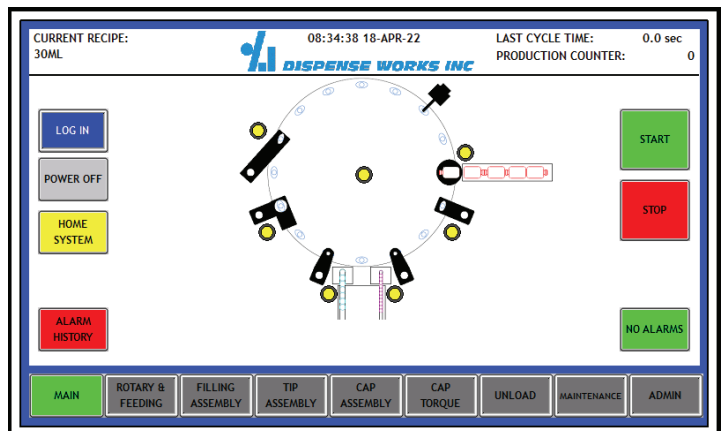 CURRENT RECIPE:
30ML
08:34:38 18-APR-22
DISPENSE WORKS INC
LAST CYCLE TIME: 0.0 sec
PRODUCTION COUNTER: 0
LOG IN
POWER OFF
HOME
SYSTEM
ALARM
HISTORY
START
STOP
NO ALARMS
MAIN
ROTARY &
FEEDING
FILLING
ASSEMBLY
TIP
ASSEMBLY
CAP
ASSEMBLY
CAP
TORQUE
UNLOAD
MAINTENANCE
ADMIN